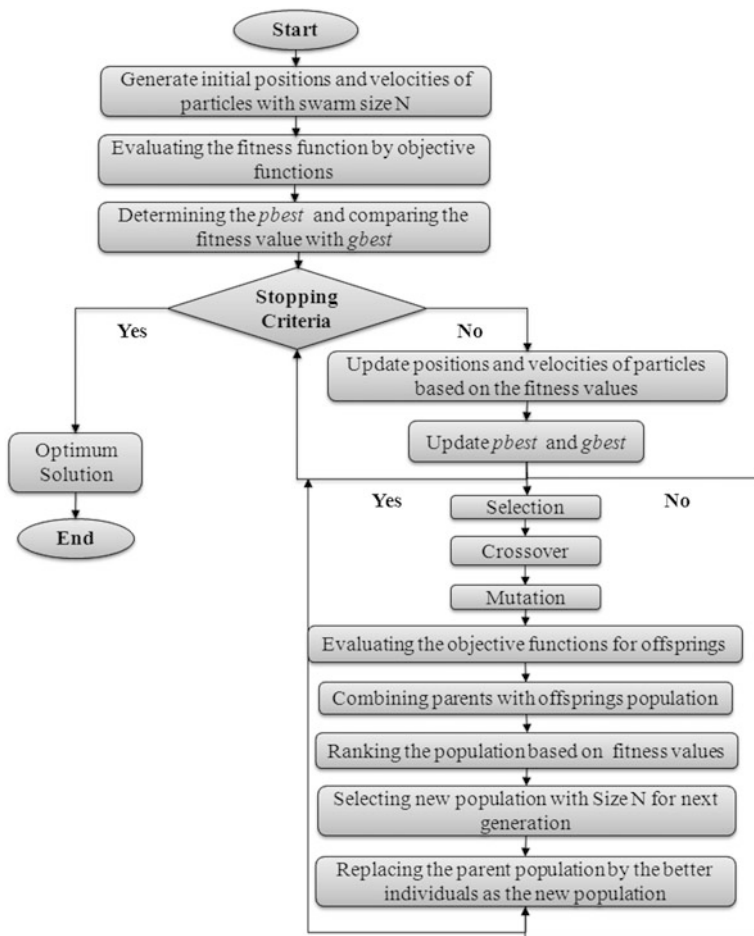 Start
Generate initial positions and velocities of
particles with swarm size N
Evaluating the fitness function by objective
functions
Determining the pbest and comparing the
fitness value with gbest
Stopping
Criteria
Yes
No
Update positions and velocities of particles
based on the fitness values
Update pbest and gbest
Optimum
Solution
End
Yes
No
Selection
Crossover
Mutation
Evaluating the objective functions for offsprings
Combining parents with offsprings population
Ranking the population based on fitness values
Selecting new population with Size N for next
generation
Replacing the parent population by the better
individuals as the new population